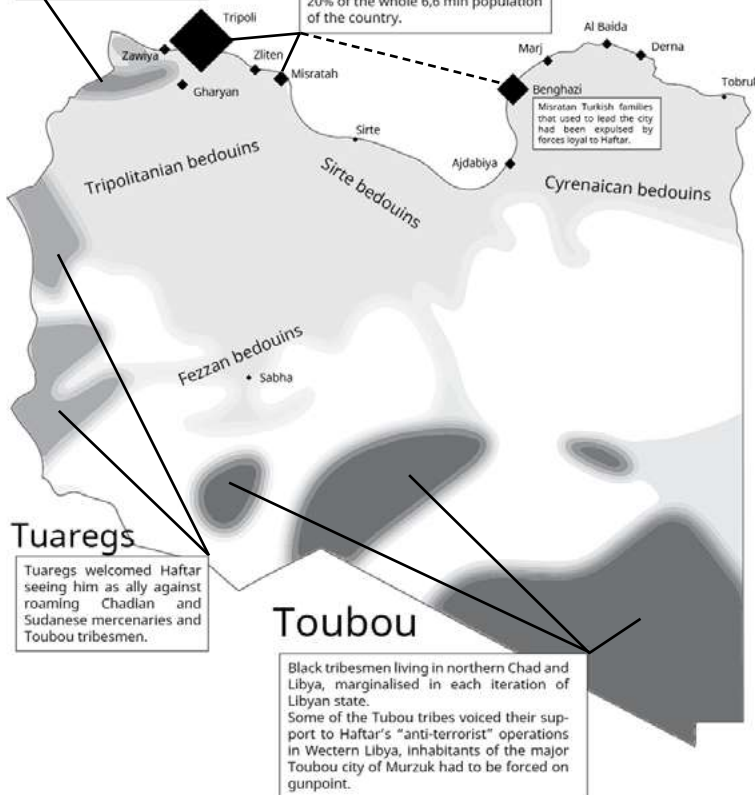 20% of the whole 6,6 mln population
of the country.
Tripoli
Zawiya
Zliten
Misratah
Gharyan
Sirte
Marj
Al Baida
Derna
Tobruk
Benghazi
Misratan Turkish families
that used to lead the city
had been expulsed by
forces loyal to Haftar.
Ajdabiya
Tripolitanian bedouins
Sirte bedouins
Cyrenaican bedouins
Fezzan bedouins
Sabha
Tuaregs
Tuaregs welcomed Haftar
seeing him as ally against
roaming Chadian and
Sudanese mercenaries and
Toubou tribesmen.
Toubou
Black tribesmen living in northern Chad and
Libya, marginalised in each iteration of
Libyan state.
Some of the Tubou tribes voiced their sup-
port to Haftar's “anti-terrorist” operations
in Western Libya, inhabitants of the major
Toubou city of Murzuk had to be forced on
gunpoint.